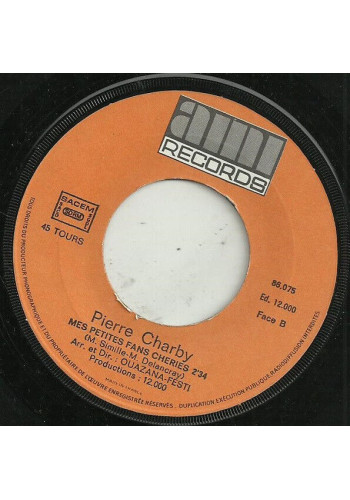 ami
RECORDS
SACEM
SDRM
45 TOURS
86.075
Ed. 12.000
Face B
Pierre Charby
MES PETITES FANS CHERIES 2'34
(M. Simille-M. Delancray)
Arr. et Dir. : OUAZANA-FESTI
Productions : 12.000
TOUS DROITS DU PRODUCTEUR PHONOGRAPHIQUE ET DU PROPRIÉTAIRE DE L'ŒUVRE ENREGISTRÉE RÉSERVÉS. DUPLICATION EXÉCUTION PUBLIQUE RADIODIFFUSION INTERDITES